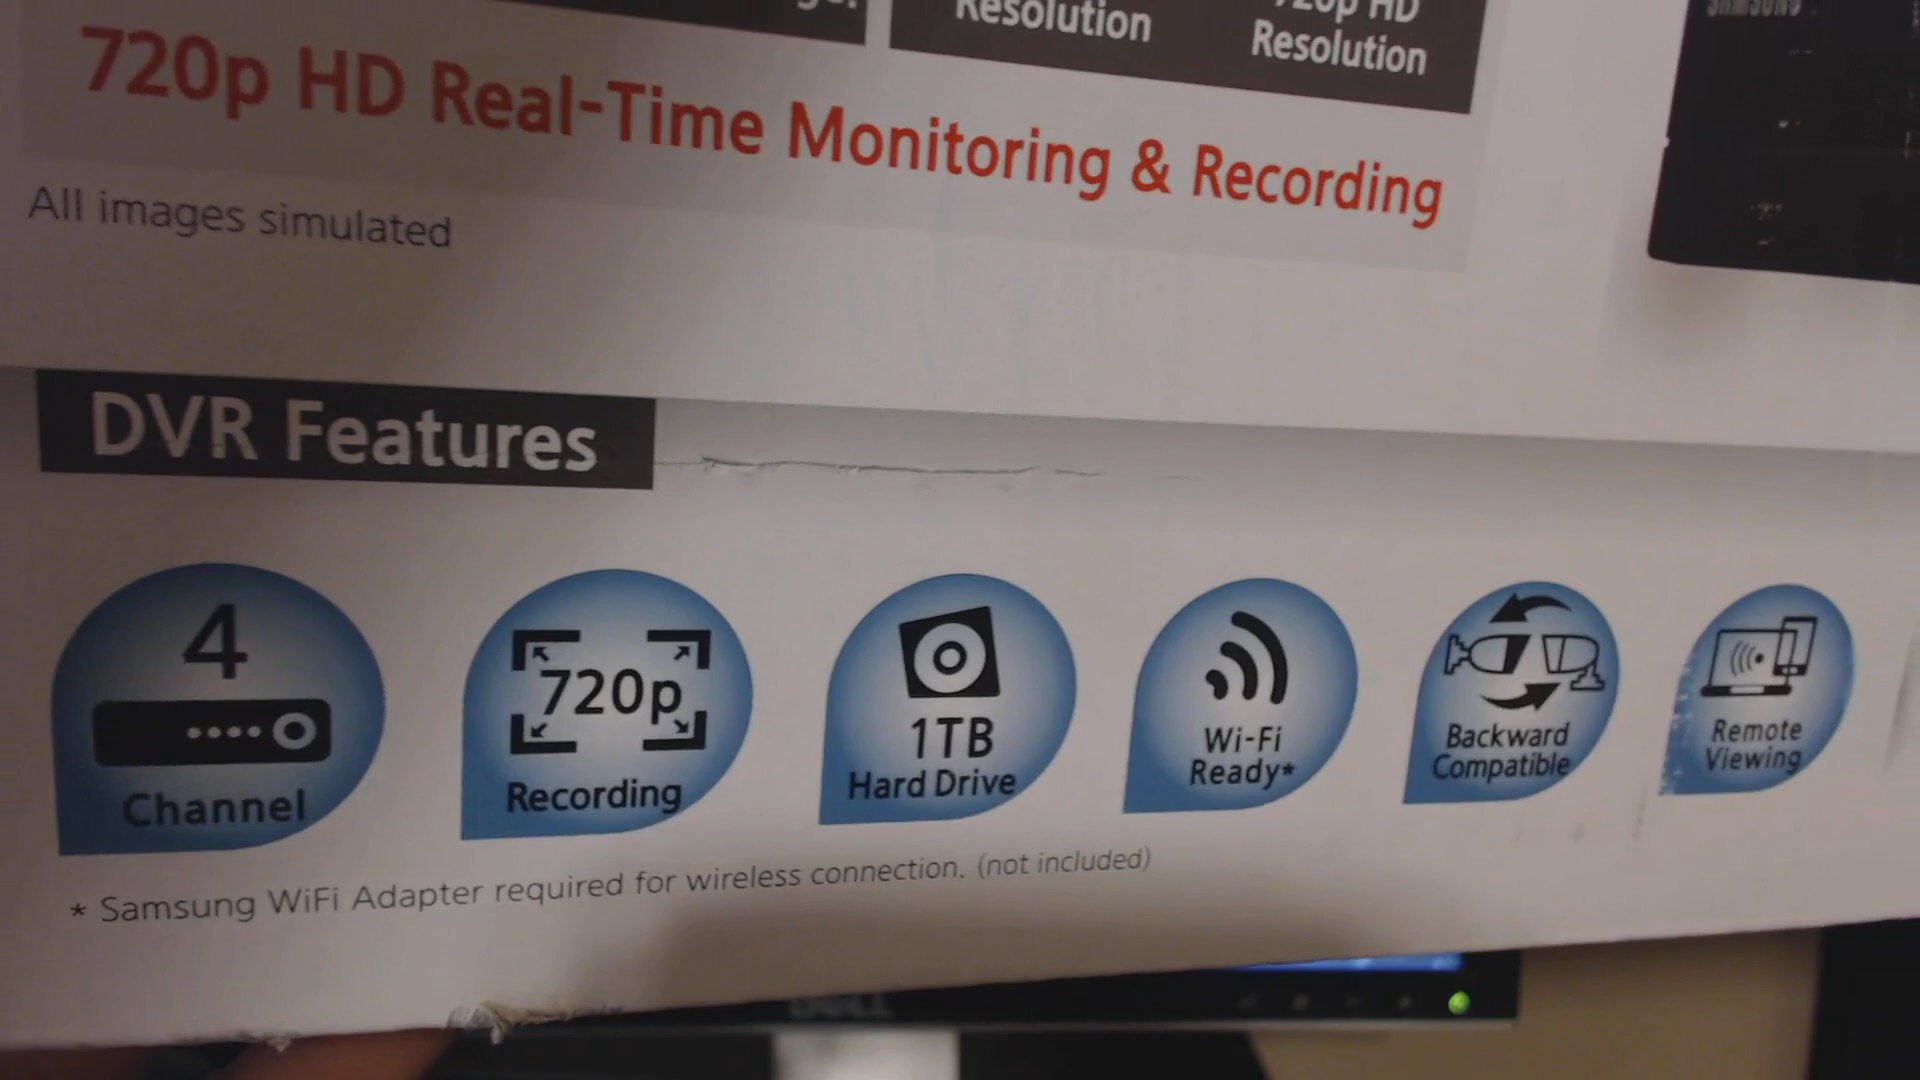 Resolution
720p HD
Resolution
SAMSUNG
720p HD Real-Time Monitoring & Recording
All images simulated
DVR Features
4
Channel
720p
Recording
1TB
Hard Drive
Wi-Fi
Ready*
Backward
Compatible
Remote
Viewing
* Samsung WiFi Adapter required for wireless connection. (not included)
DELL